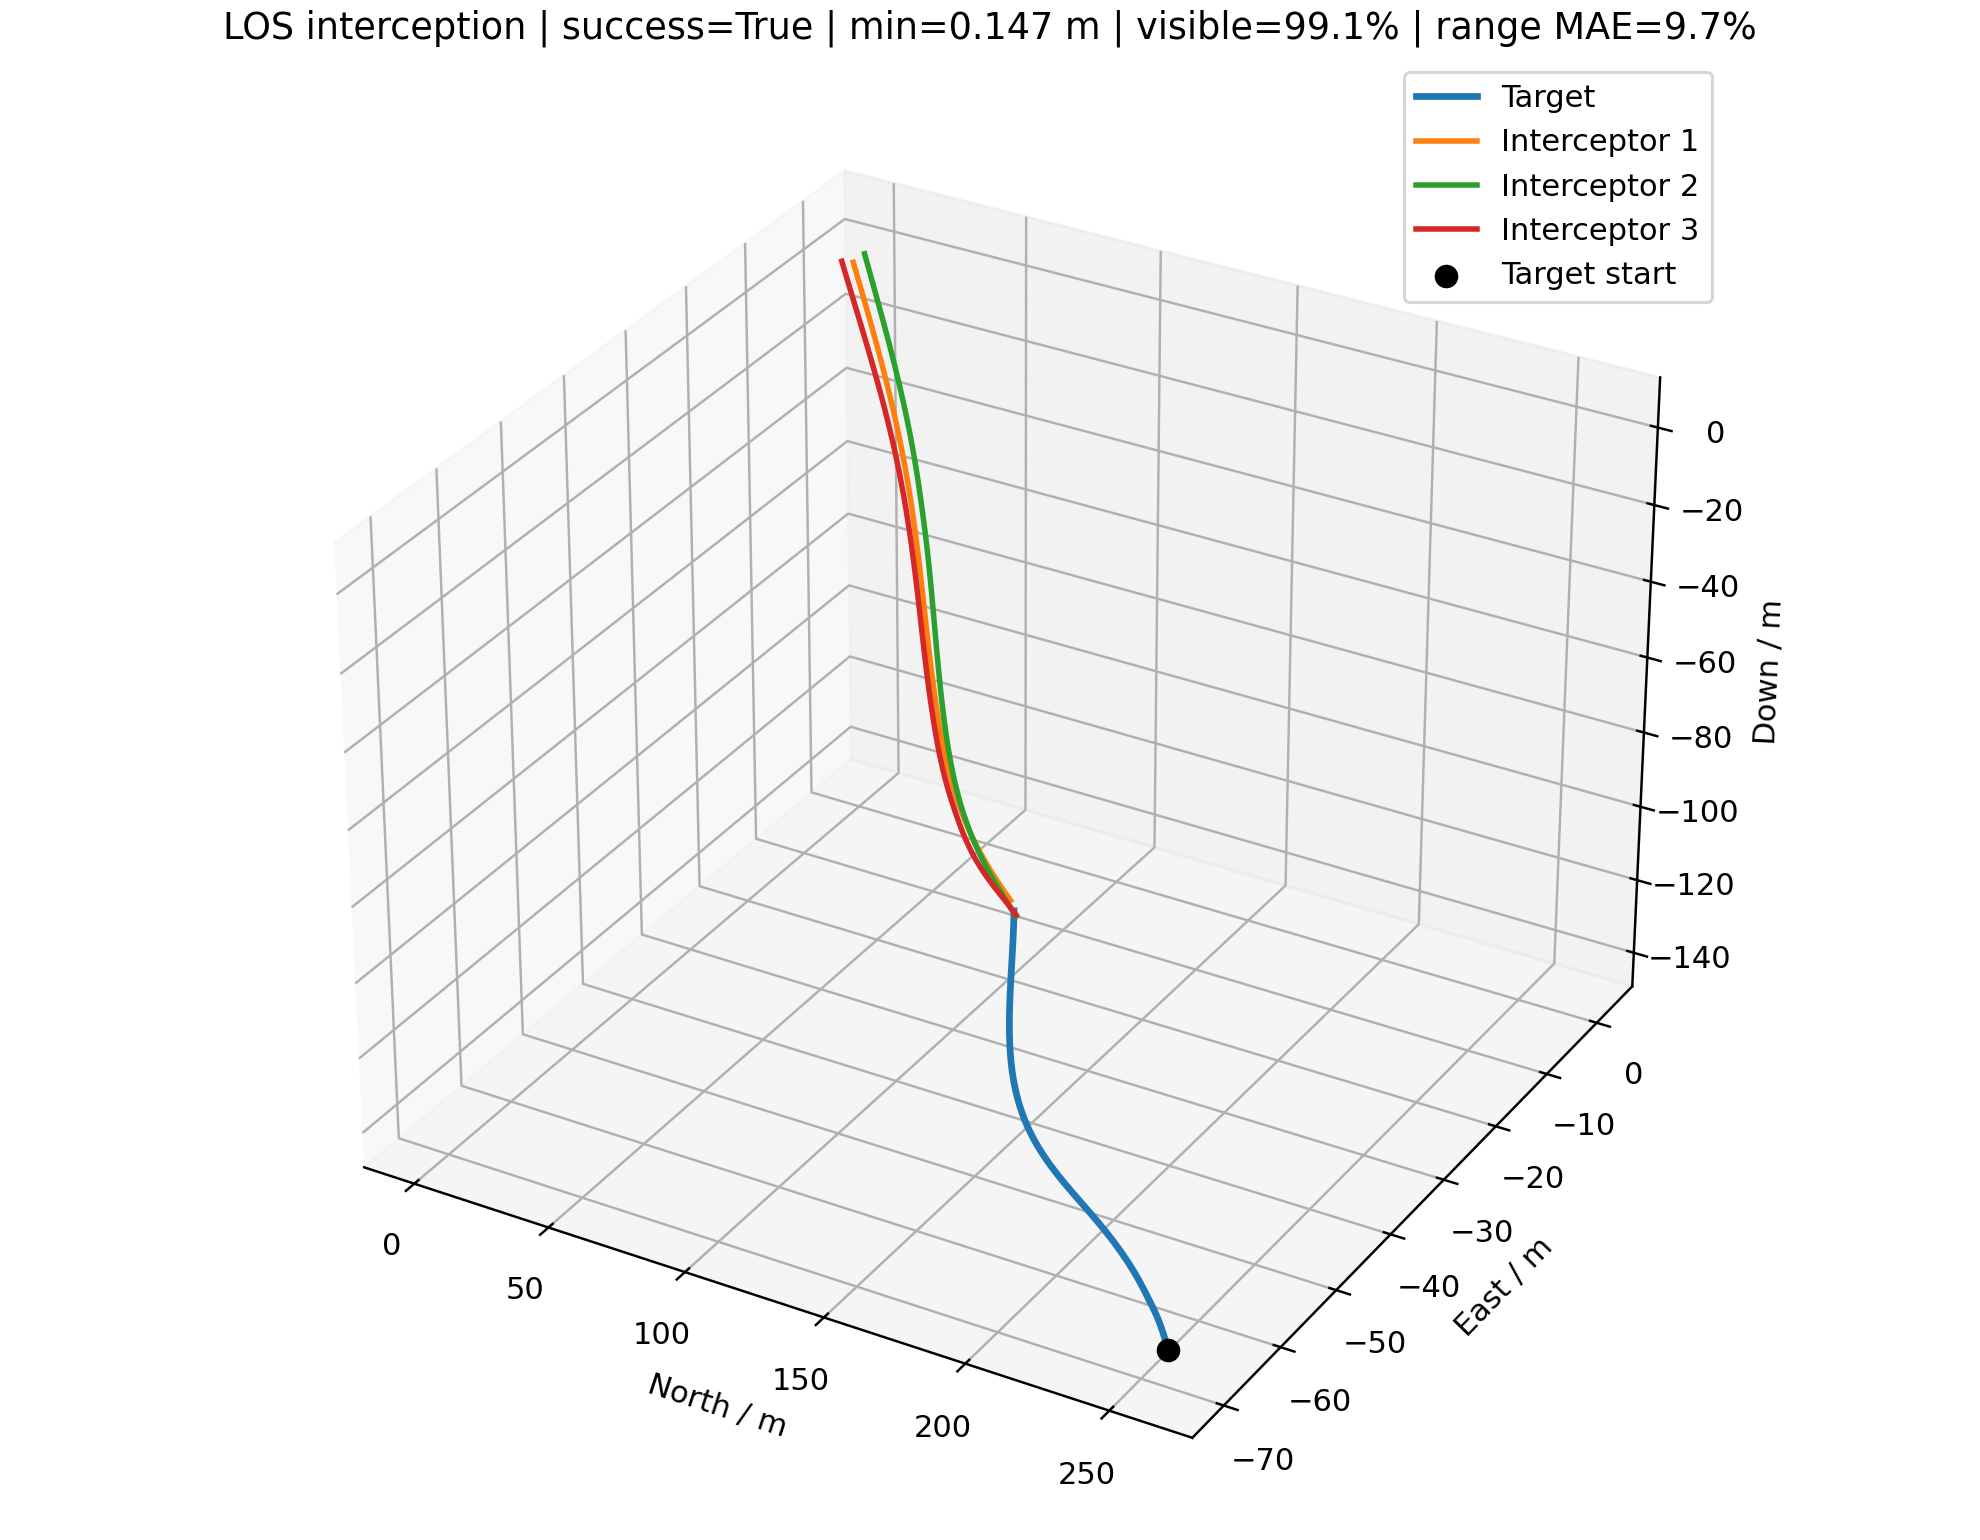 LOS interception | success=True | min=0.147 m | visible=99.1% | range MAE=9.7%
Target
Interceptor 1
Interceptor 2
Interceptor 3
Target start
0
−20
−40
−60
−80
−100
−120
−140
Down / m
0
−10
−20
−30
−40
−50
−60
−70
East / m
0
50
100
150
200
250
North / m